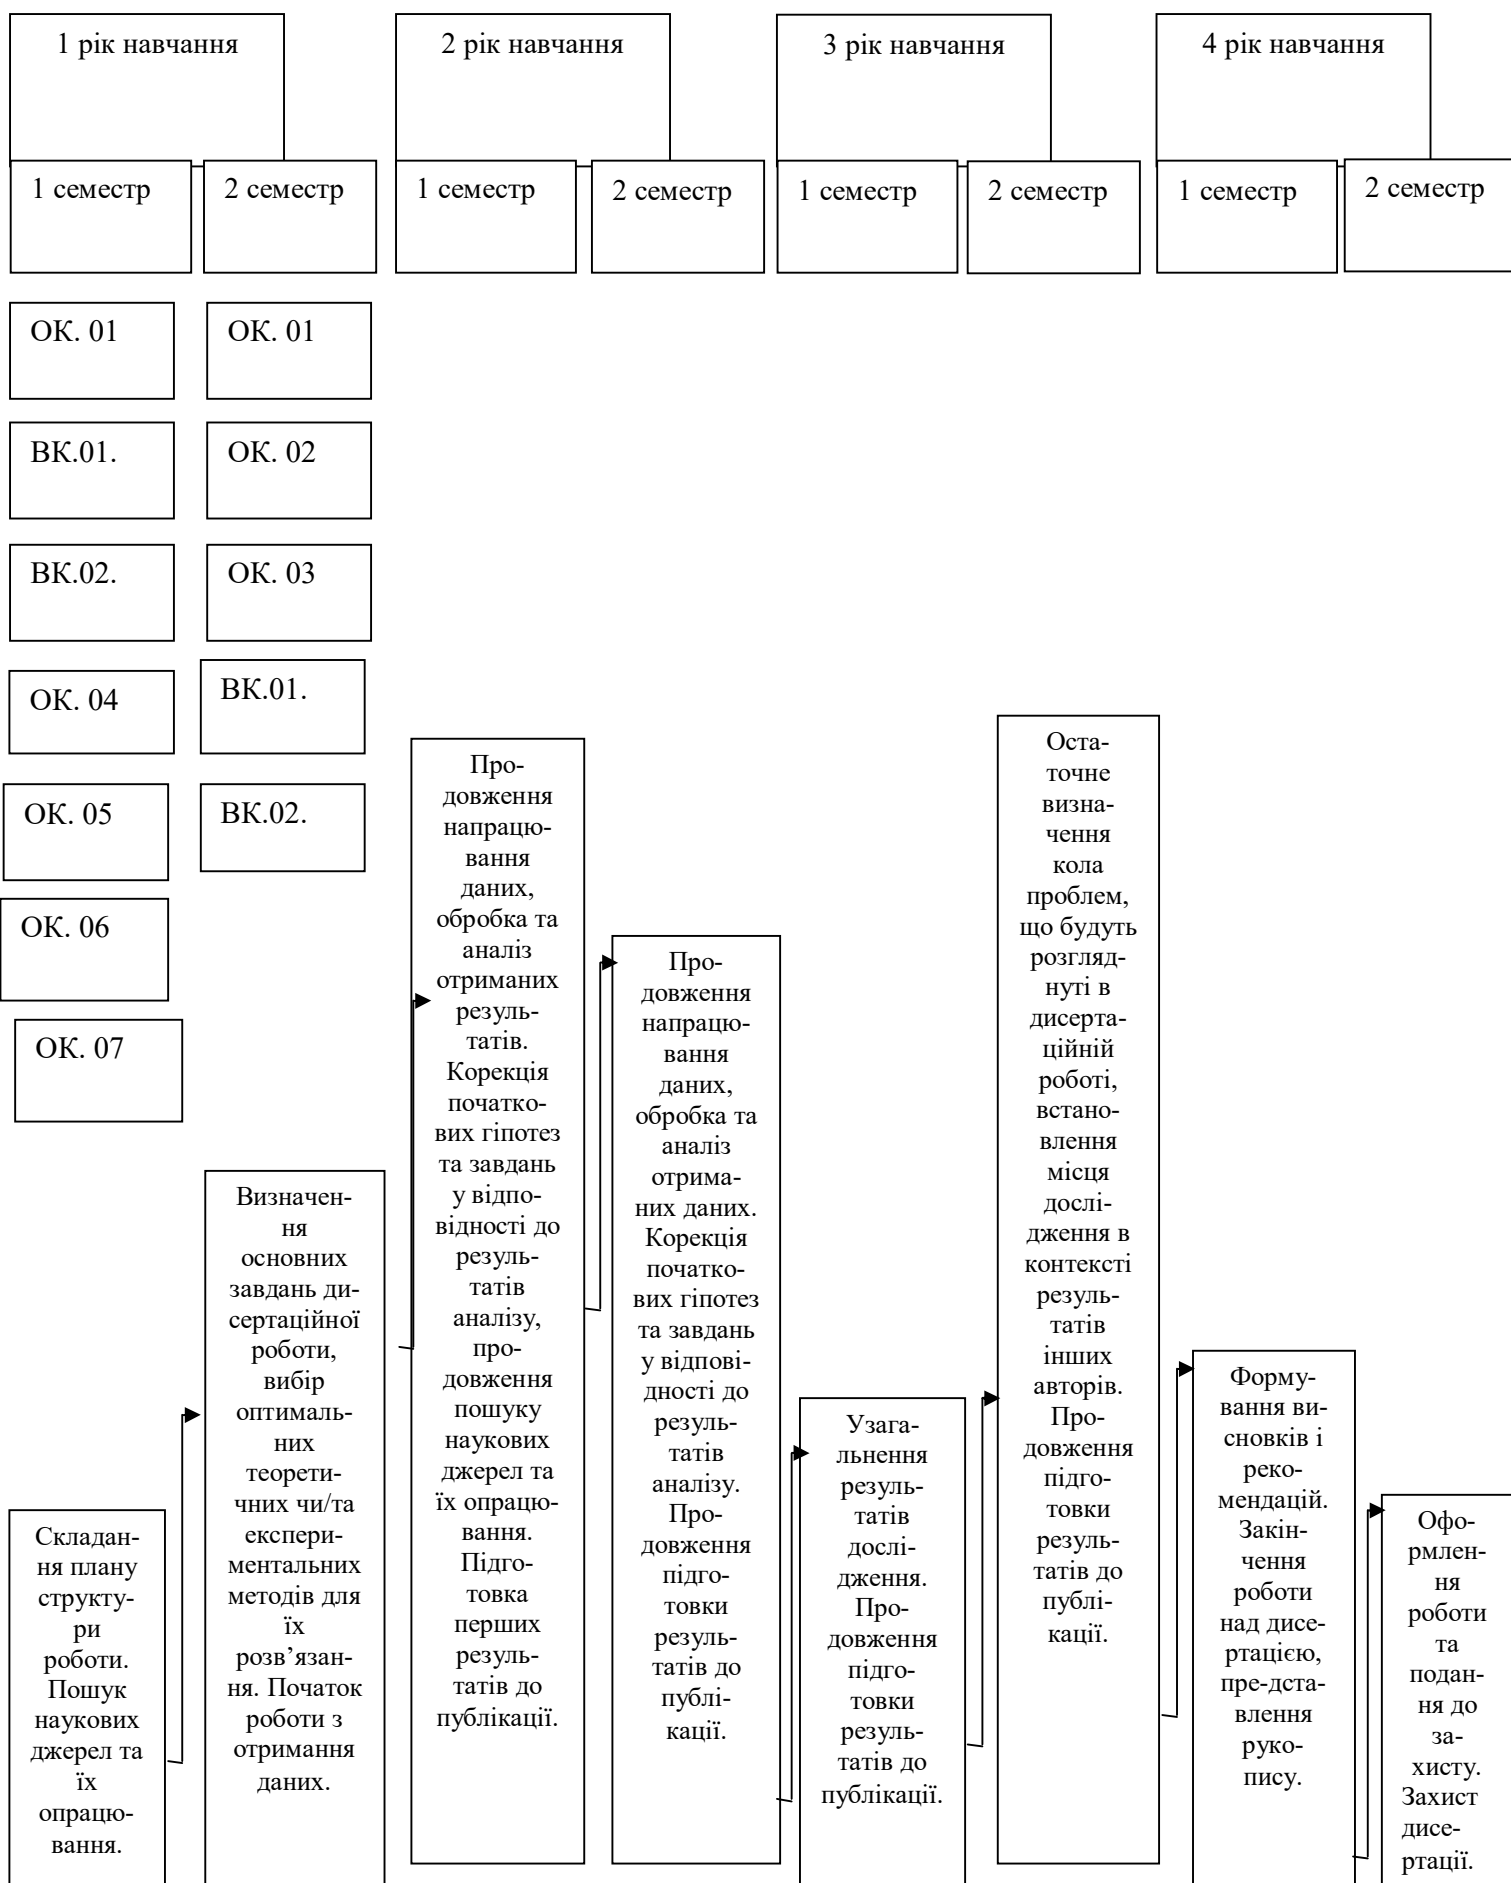 1 рік навчання
2 рік навчання
3 рік навчання
4 рік навчання
1 семестр
2 семестр
1 семестр
2 семестр
1 семестр
2 семестр
1 семестр
2 семестр
ОК. 01
ОК. 01
ВК.01.
ОК. 02
ВК.02.
ОК. 03
ОК. 04
ВК.01.
ОК. 05
ВК.02.
ОК. 06
ОК. 07
Складан-
ня плану
структу-
ри
роботи.
Пошук
наукових
джерел та
їх
опрацю-
вання.
Визначен-
ня
основних
завдань ди-
сертаційної
роботи,
вибір
оптималь-
них
теорети-
чних чи/та
експери-
ментальних
методів для
їх
розв’язан-
ня. Початок
роботи з
отримання
даних.
Про-
довження
напрацю-
вання
даних,
обробка та
аналіз
отриманих
резуль-
татів.
Корекція
початко-
вих гіпотез
та завдань
у відпо-
відності до
резуль-
татів
аналізу,
про-
довження
пошуку
наукових
джерел та
їх опрацю-
вання.
Підго-
товка
перших
резуль-
татів до
публікації.
Про-
довження
напрацю-
вання
даних,
обробка та
аналіз
отрима-
них даних.
Корекція
початко-
вих гіпотез
та завдань
у відпові-
дності до
резуль-
татів
аналізу.
Про-
довження
підго-
товки
резуль-
татів до
публі-
кації.
Узага-
льнення
резуль-
татів
дослі-
дження.
Про-
довження
підго-
товки
резуль-
татів до
публікації.
Оста-
точне
визна-
чення
кола
проблем,
що будуть
розгляд-
нуті в
дисерта-
ційній
роботі,
встано-
влення
місця
дослі-
дження в
контексті
резуль-
татів
інших
авторів.
Про-
довження
підго-
товки
резуль-
татів до
публі-
кації.
Форму-
вання ви-
сновків і
реко-
мендацій.
Закін-
чення
роботи
над дисе-
ртацією,
пре-дста-
влення
руко-
пису.
Офо-
рмлен-
ня
роботи
та
подан-
ня до
за-
хисту.
Захист
дисе-
ртації.